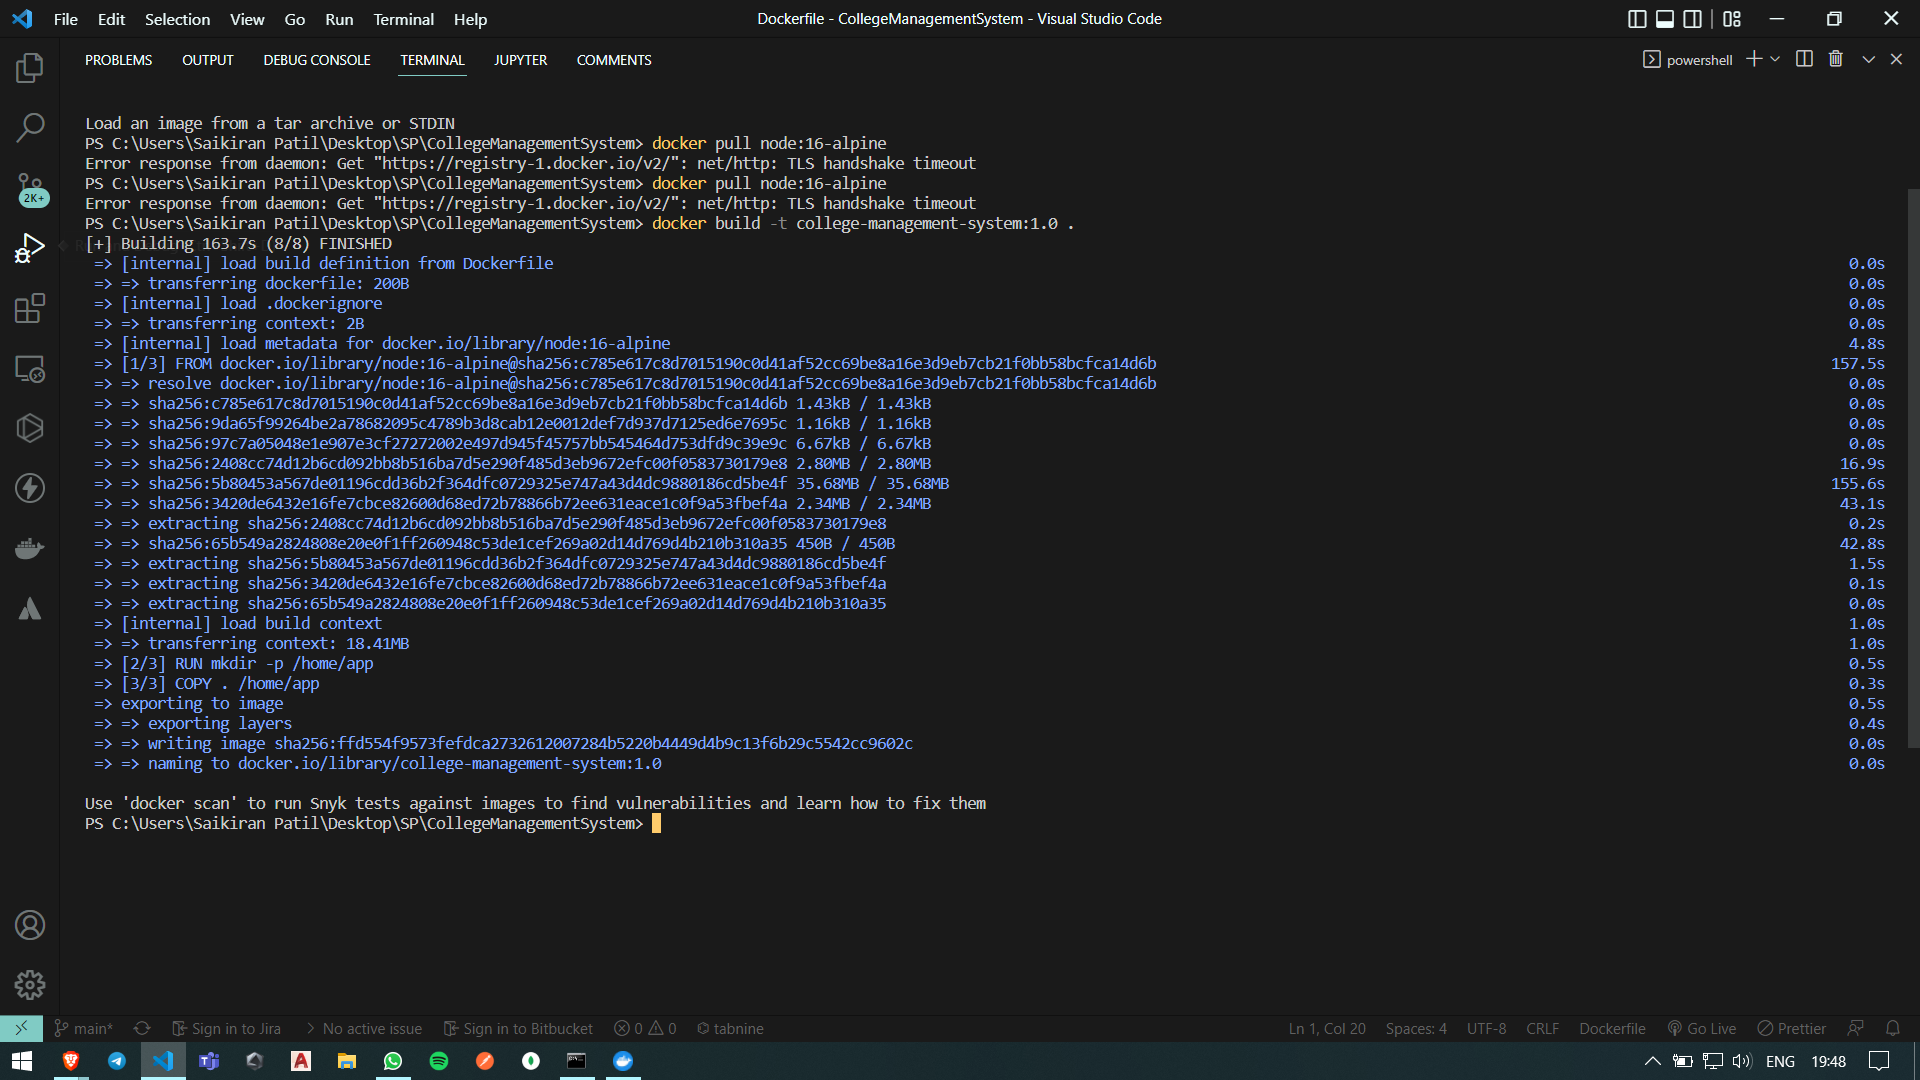 File Edit Selection View Go Run Terminal Help
Dockerfile - CollegeManagementSystem - Visual Studio Code
PROBLEMS OUTPUT DEBUG CONSOLE TERMINAL JUPYTER COMMENTS
powershell
Load an image from a tar archive or STDIN
PS C:\Users\Saikiran Patil\Desktop\SP\CollegeManagementSystem> docker pull node:16-alpine
Error response from daemon: Get "https://registry-1.docker.io/v2/": net/http: TLS handshake timeout
PS C:\Users\Saikiran Patil\Desktop\SP\CollegeManagementSystem> docker pull node:16-alpine
Error response from daemon: Get "https://registry-1.docker.io/v2/": net/http: TLS handshake timeout
PS C:\Users\Saikiran Patil\Desktop\SP\CollegeManagementSystem> docker build -t college-management-system:1.0 .
[+] Building 163.7s (8/8) FINISHED
=> [internal] load build definition from Dockerfile 0.0s
=> => transferring dockerfile: 200B 0.0s
=> [internal] load .dockerignore 0.0s
=> => transferring context: 2B 0.0s
=> [internal] load metadata for docker.io/library/node:16-alpine 4.8s
=> [1/3] FROM docker.io/library/node:16-alpine@sha256:c785e617c8d7015190c0d41af52cc69be8a16e3d9eb7cb21f0bb58bcfca14d6b 157.5s
=> => resolve docker.io/library/node:16-alpine@sha256:c785e617c8d7015190c0d41af52cc69be8a16e3d9eb7cb21f0bb58bcfca14d6b 0.0s
=> => sha256:c785e617c8d7015190c0d41af52cc69be8a16e3d9eb7cb21f0bb58bcfca14d6b 1.43kB / 1.43kB 0.0s
=> => sha256:9da65f99264be2a78682095c4789b3d8cab12e0012def7d937d7125ed6e7695c 1.16kB / 1.16kB 0.0s
=> => sha256:97c7a05048e1e907e3cf27272002e497d945f45757bb545464d753dfd9c39e9c 6.67kB / 6.67kB 0.0s
=> => sha256:2408cc74d12b6cd092bb8b516ba7d5e290f485d3eb9672efc00f0583730179e8 2.80MB / 2.80MB 16.9s
=> => sha256:5b80453a567de01196cdd36b2f364dfc0729325e747a43d4dc9880186cd5be4f 35.68MB / 35.68MB 155.6s
=> => sha256:3420de6432e16fe7cbce82600d68ed72b78866b72ee631eace1c0f9a53fbef4a 2.34MB / 2.34MB 43.1s
=> => extracting sha256:2408cc74d12b6cd092bb8b516ba7d5e290f485d3eb9672efc00f0583730179e8 0.2s
=> => sha256:65b549a2824808e20e0f1ff260948c53de1cef269a02d14d769d4b210b310a35 450B / 450B 42.8s
=> => extracting sha256:5b80453a567de01196cdd36b2f364dfc0729325e747a43d4dc9880186cd5be4f 1.5s
=> => extracting sha256:3420de6432e16fe7cbce82600d68ed72b78866b72ee631eace1c0f9a53fbef4a 0.1s
=> => extracting sha256:65b549a2824808e20e0f1ff260948c53de1cef269a02d14d769d4b210b310a35 0.0s
=> [internal] load build context 1.0s
=> => transferring context: 18.41MB 1.0s
=> [2/3] RUN mkdir -p /home/app 0.5s
=> [3/3] COPY . /home/app 0.3s
=> exporting to image 0.5s
=> => exporting layers 0.4s
=> => writing image sha256:ffd554f9573fefdca2732612007284b5220b4449d4b9c13f6b29c5542cc9602c 0.0s
=> => naming to docker.io/library/college-management-system:1.0 0.0s
Use 'docker scan' to run Snyk tests against images to find vulnerabilities and learn how to fix them
PS C:\Users\Saikiran Patil\Desktop\SP\CollegeManagementSystem>
2K+
main* Sign in to Jira No active issue Sign in to Bitbucket 0 0 tabnine Ln 1, Col 20 Spaces: 4 UTF-8 CRLF Dockerfile Go Live Prettier
ENG 19:48